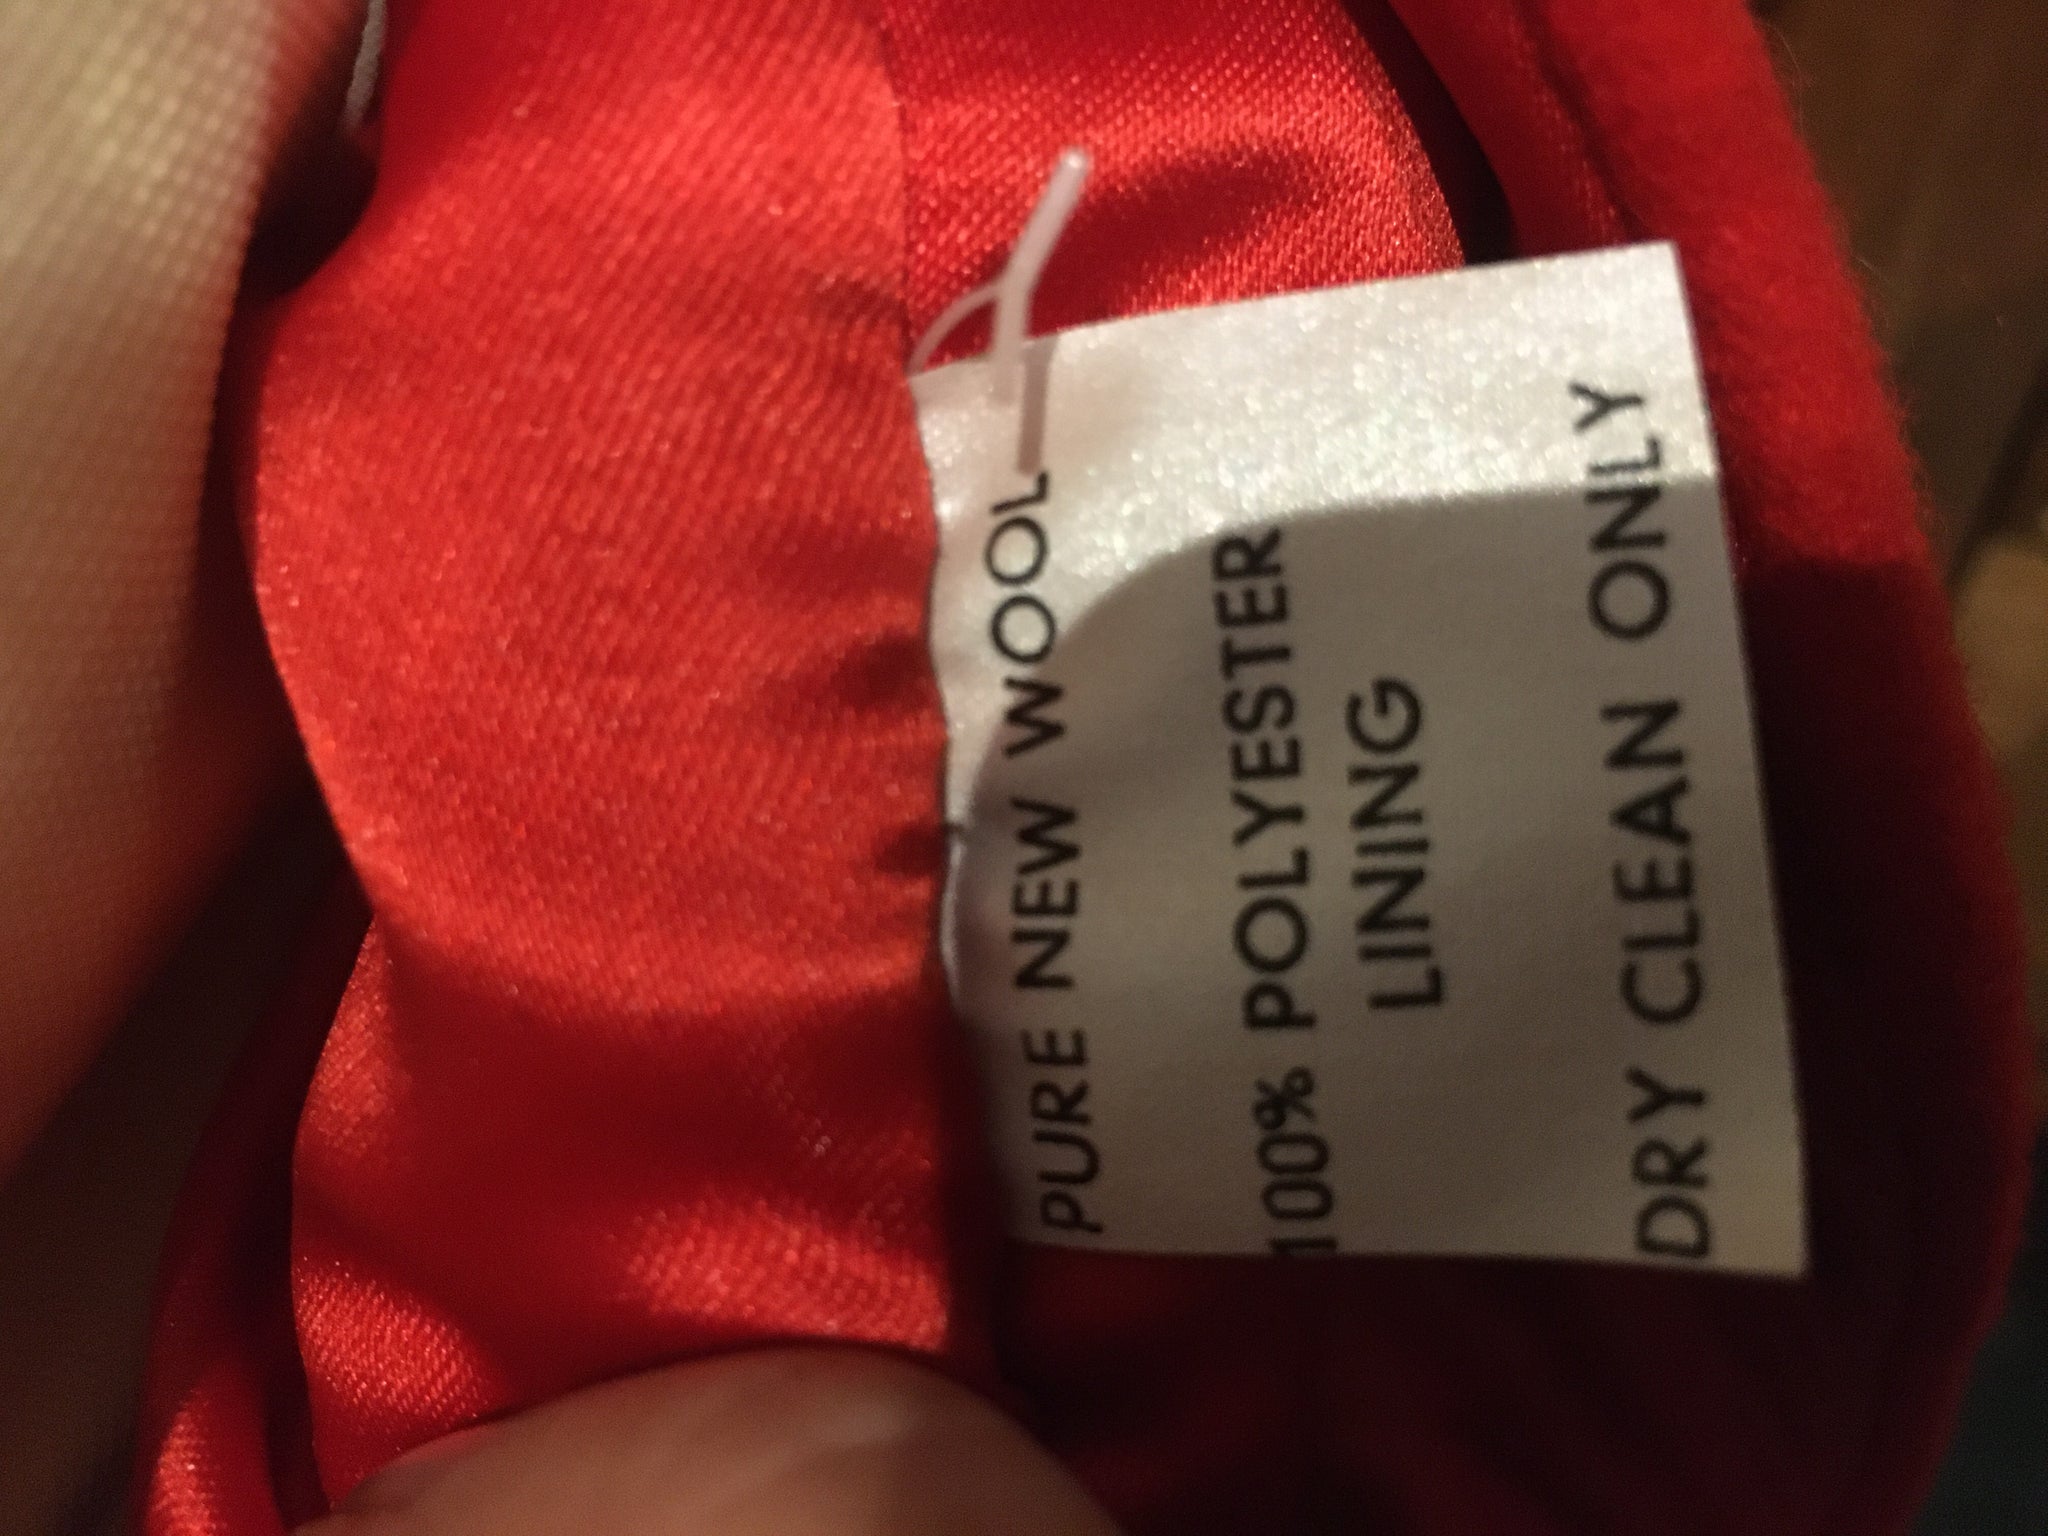 PURE NEW WOOL
100% POLYESTER
LINING
DRY CLEAN ONLY